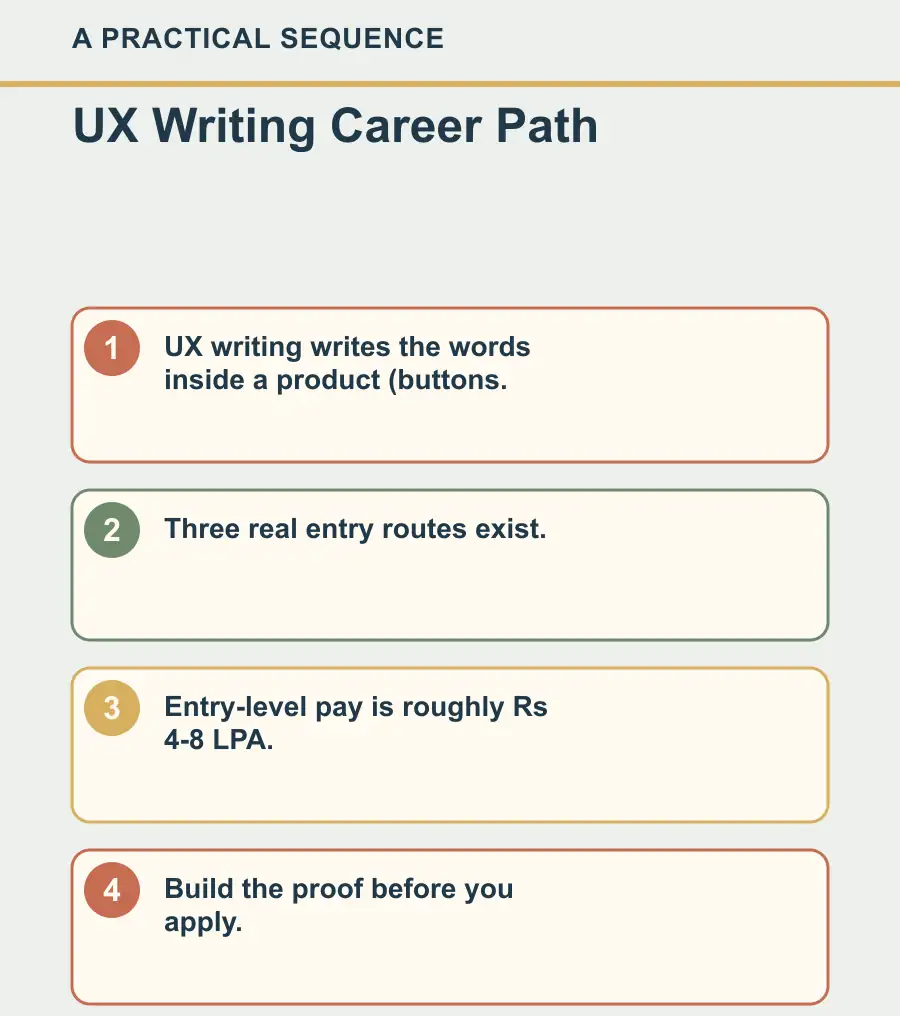 A PRACTICAL SEQUENCE
UX Writing Career Path
1
UX writing writes the words
inside a product (buttons.
2
Three real entry routes exist.
3
Entry-level pay is roughly Rs
4-8 LPA.
4
Build the proof before you
apply.